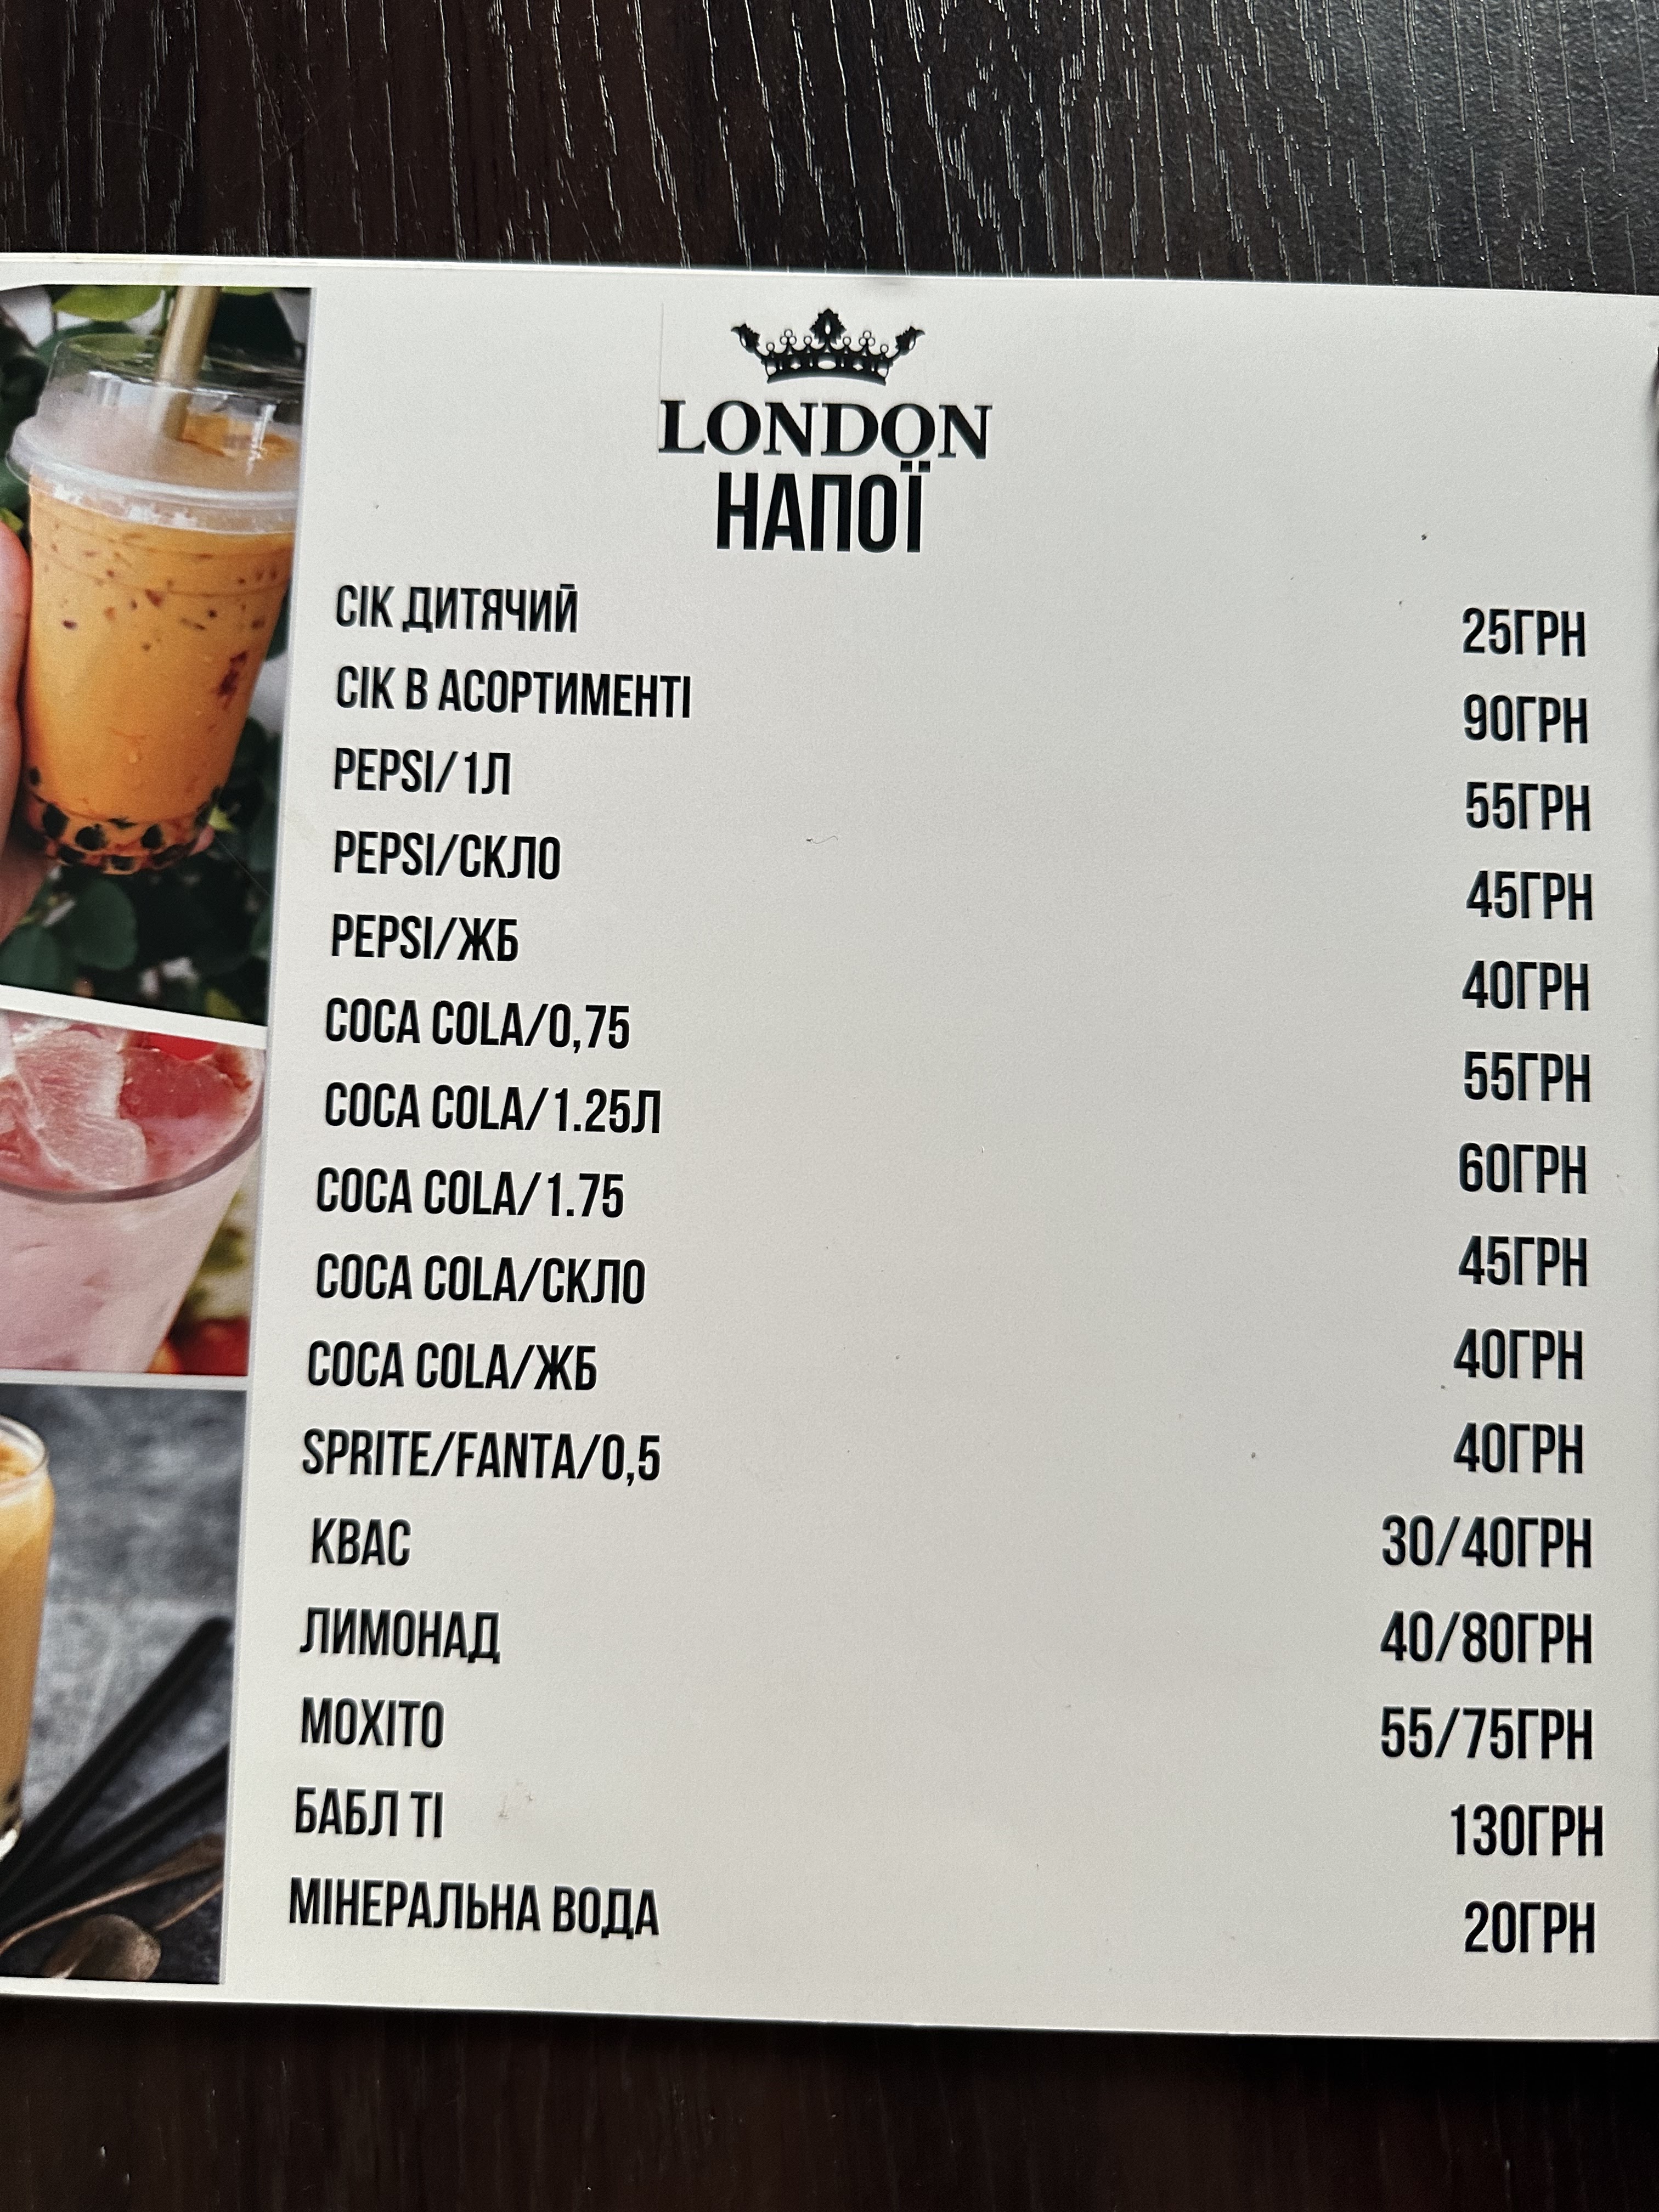 LONDON
НАПОЇ
СІК ДИТЯЧИЙ 25ГРН
СІК В АСОРТИМЕНТІ 90ГРН
PEPSI/1Л 55ГРН
PEPSI/СКЛО 45ГРН
PEPSI/ЖБ 40ГРН
COCA COLA/0,75 55ГРН
COCA COLA/1.25Л 60ГРН
COCA COLA/1.75 45ГРН
COCA COLA/СКЛО 40ГРН
COCA COLA/ЖБ 40ГРН
SPRITE/FANTA/0,5
КВАС 30/40ГРН
ЛИМОНАД 40/80ГРН
МОХІТО 55/75ГРН
БАБЛ ТІ 130ГРН
МІНЕРАЛЬНА ВОДА 20ГРН